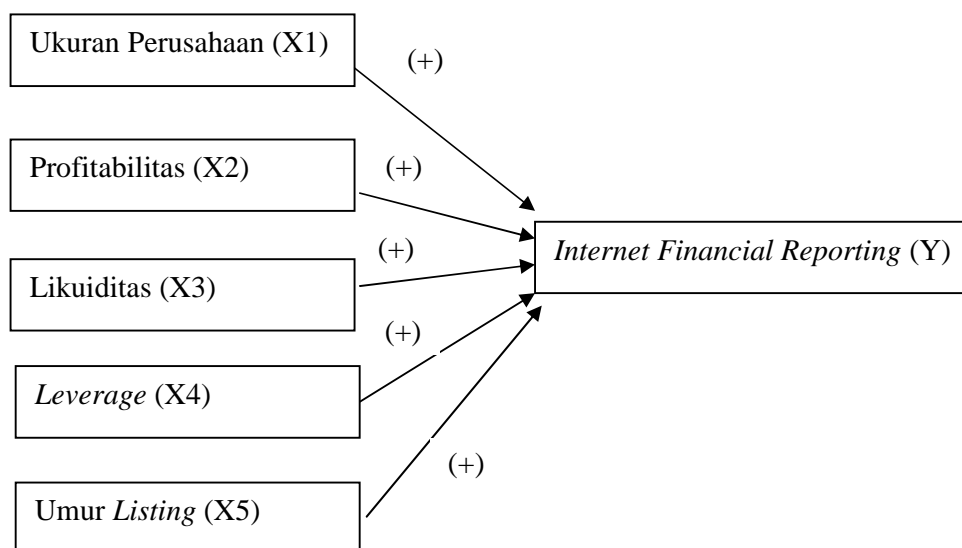 Ukuran Perusahaan (X1)
(+)
Profitabilitas (X2)
(+)
Internet Financial Reporting (Y)
(+)
Likuiditas (X3)
(+)
Leverage (X4)
(+)
Umur Listing (X5)